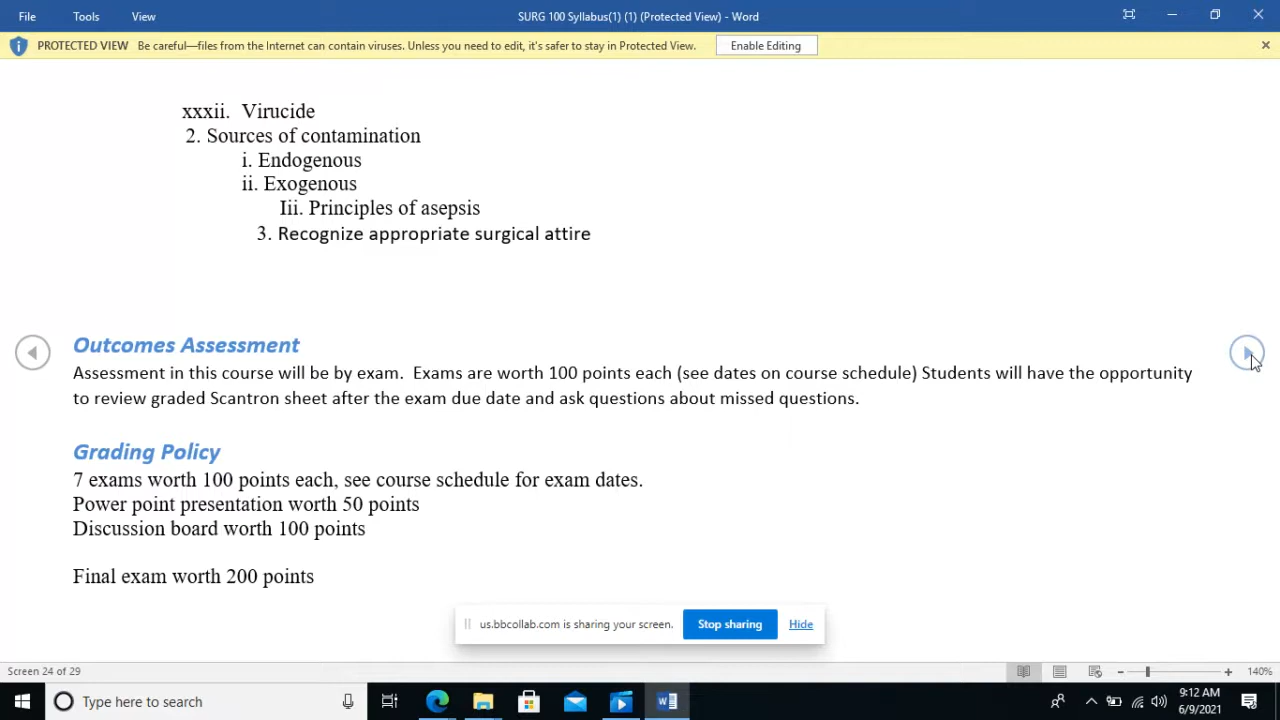 File Tools View SURG 100 Syllabus(1) (1) (Protected View) - Word
PROTECTED VIEW Be careful—files from the Internet can contain viruses. Unless you need to edit, it's safer to stay in Protected View. Enable Editing
xxxii. Virucide
2. Sources of contamination
i. Endogenous
ii. Exogenous
Iii. Principles of asepsis
3. Recognize appropriate surgical attire
Outcomes Assessment
Assessment in this course will be by exam. Exams are worth 100 points each (see dates on course schedule) Students will have the opportunity
to review graded Scantron sheet after the exam due date and ask questions about missed questions.
Grading Policy
7 exams worth 100 points each, see course schedule for exam dates.
Power point presentation worth 50 points
Discussion board worth 100 points
Final exam worth 200 points
us.bbcollab.com is sharing your screen. Stop sharing Hide
Screen 24 of 29 140%
Type here to search 9:12 AM
6/9/2021